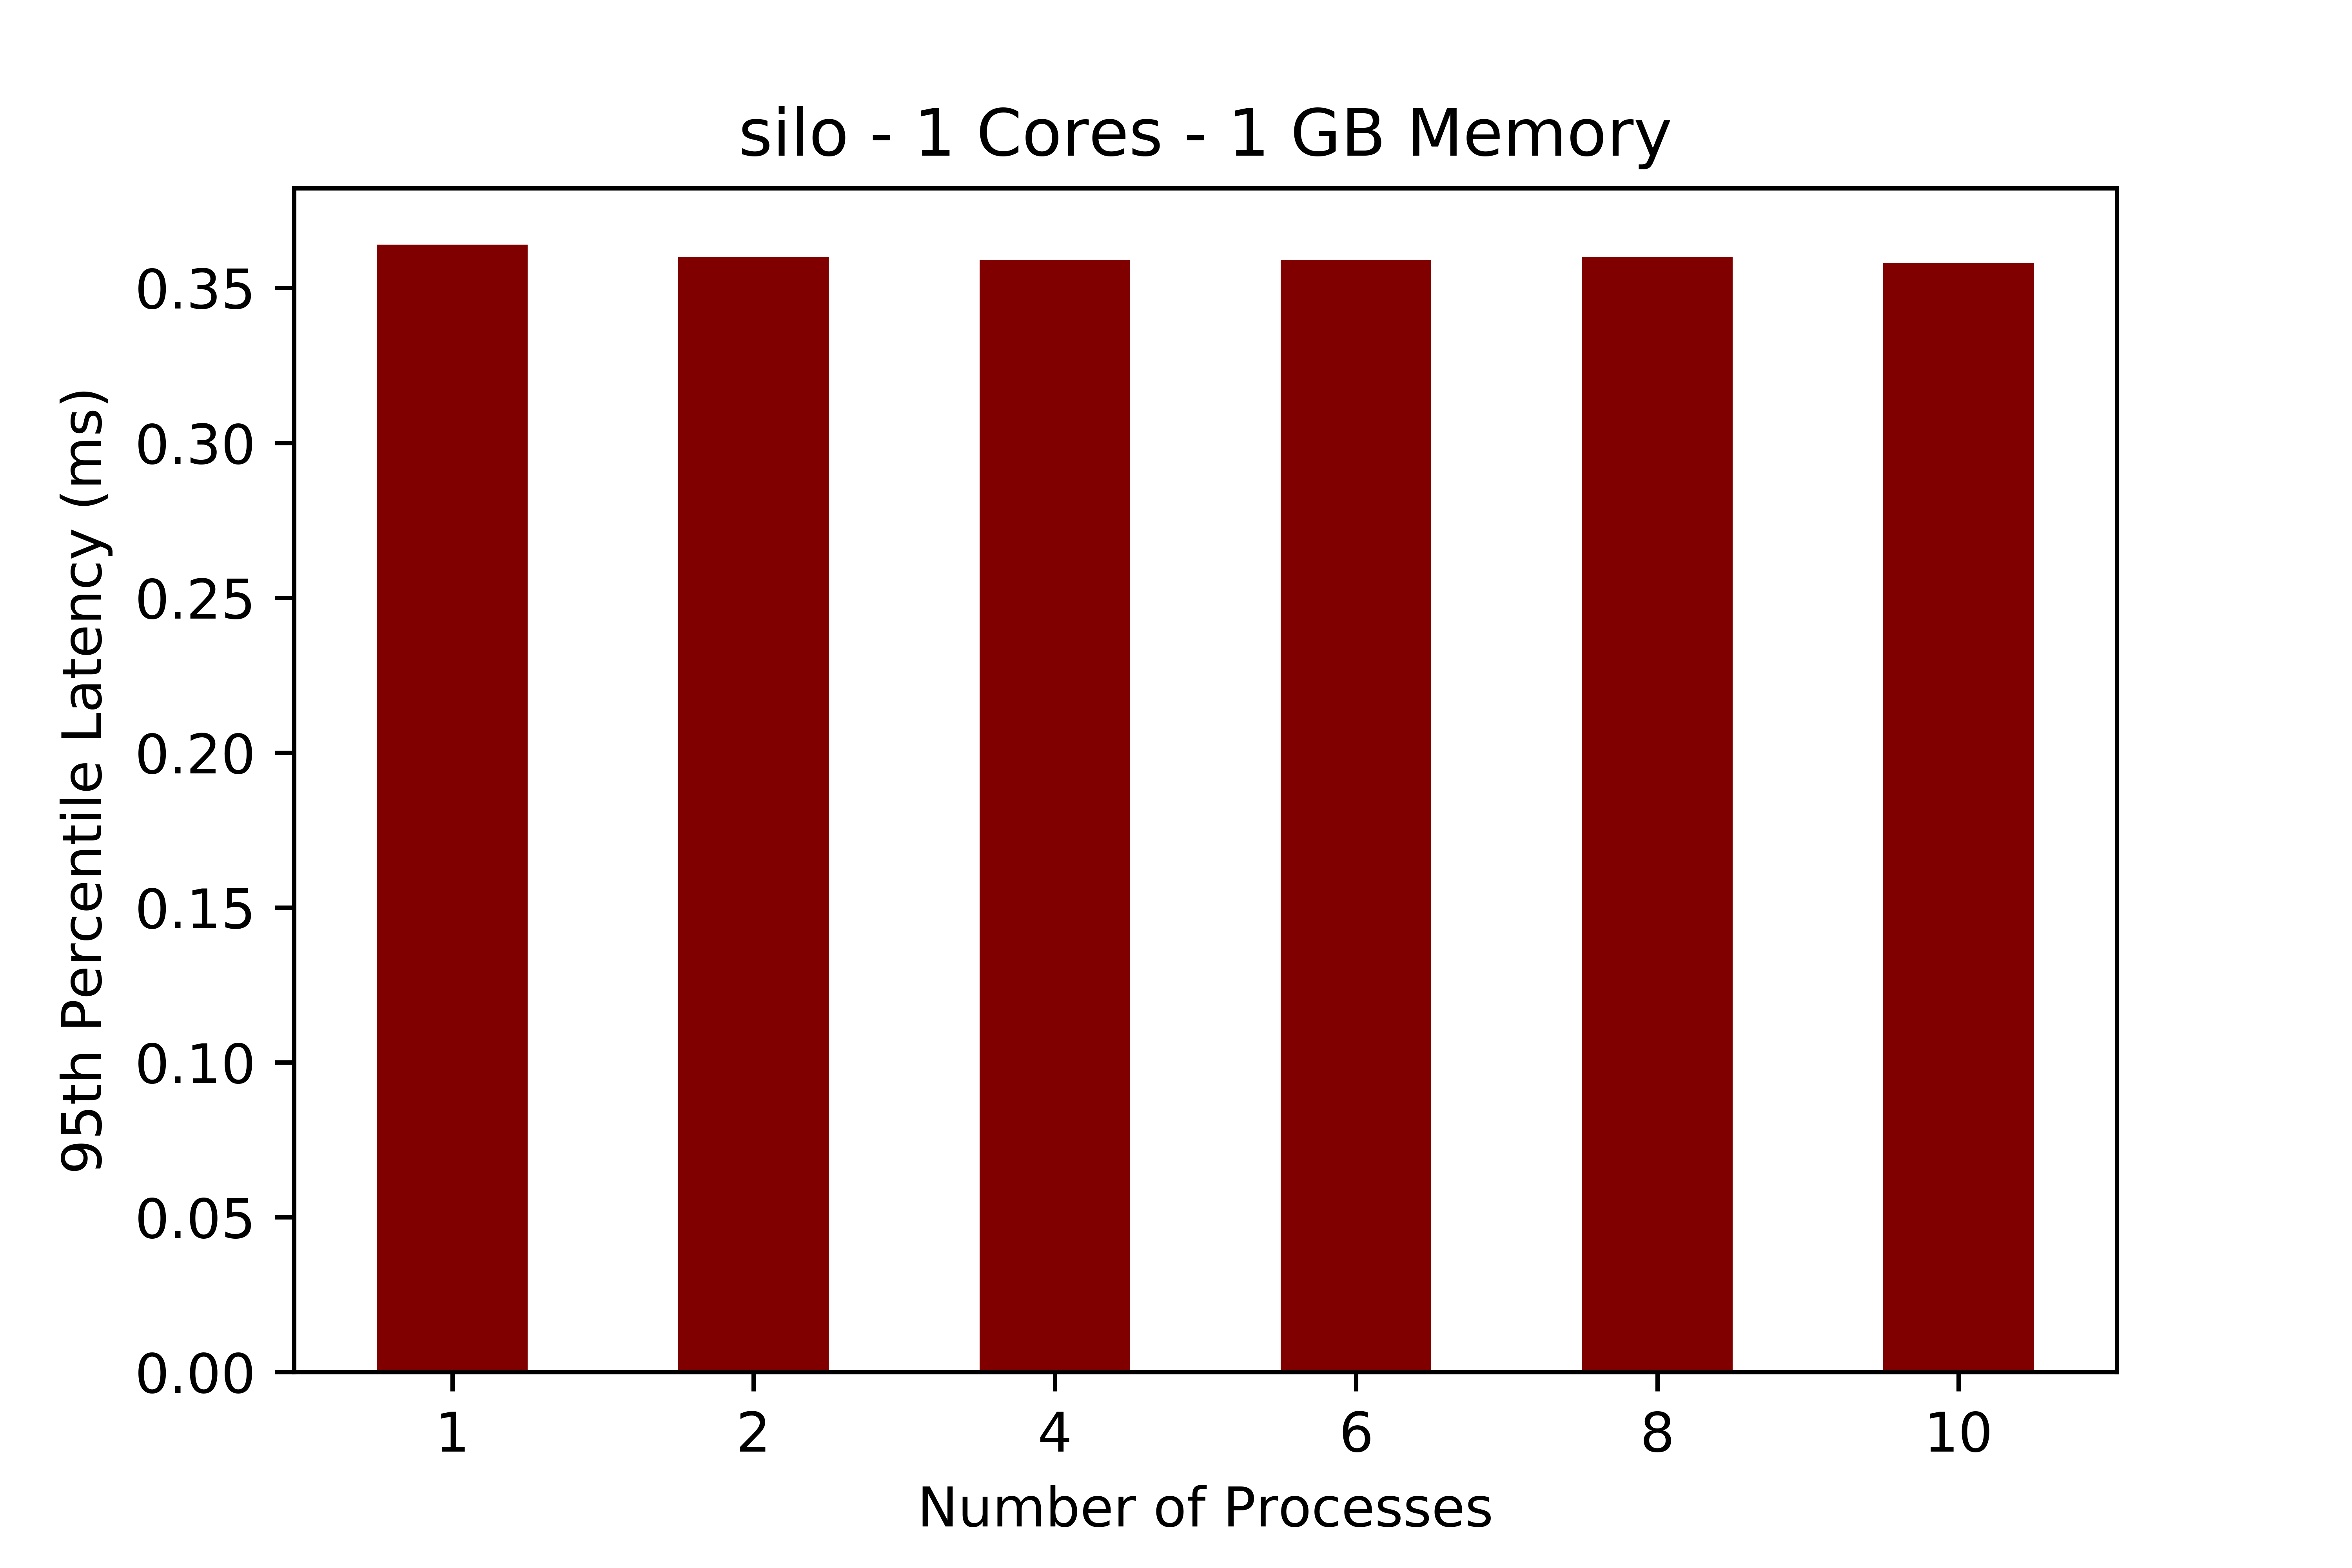 silo - 1 Cores - 1 GB Memory
95th Percentile Latency (ms)
0.35
0.30
0.25
0.20
0.15
0.10
0.05
0.00
1 2 4 6 8 10
Number of Processes